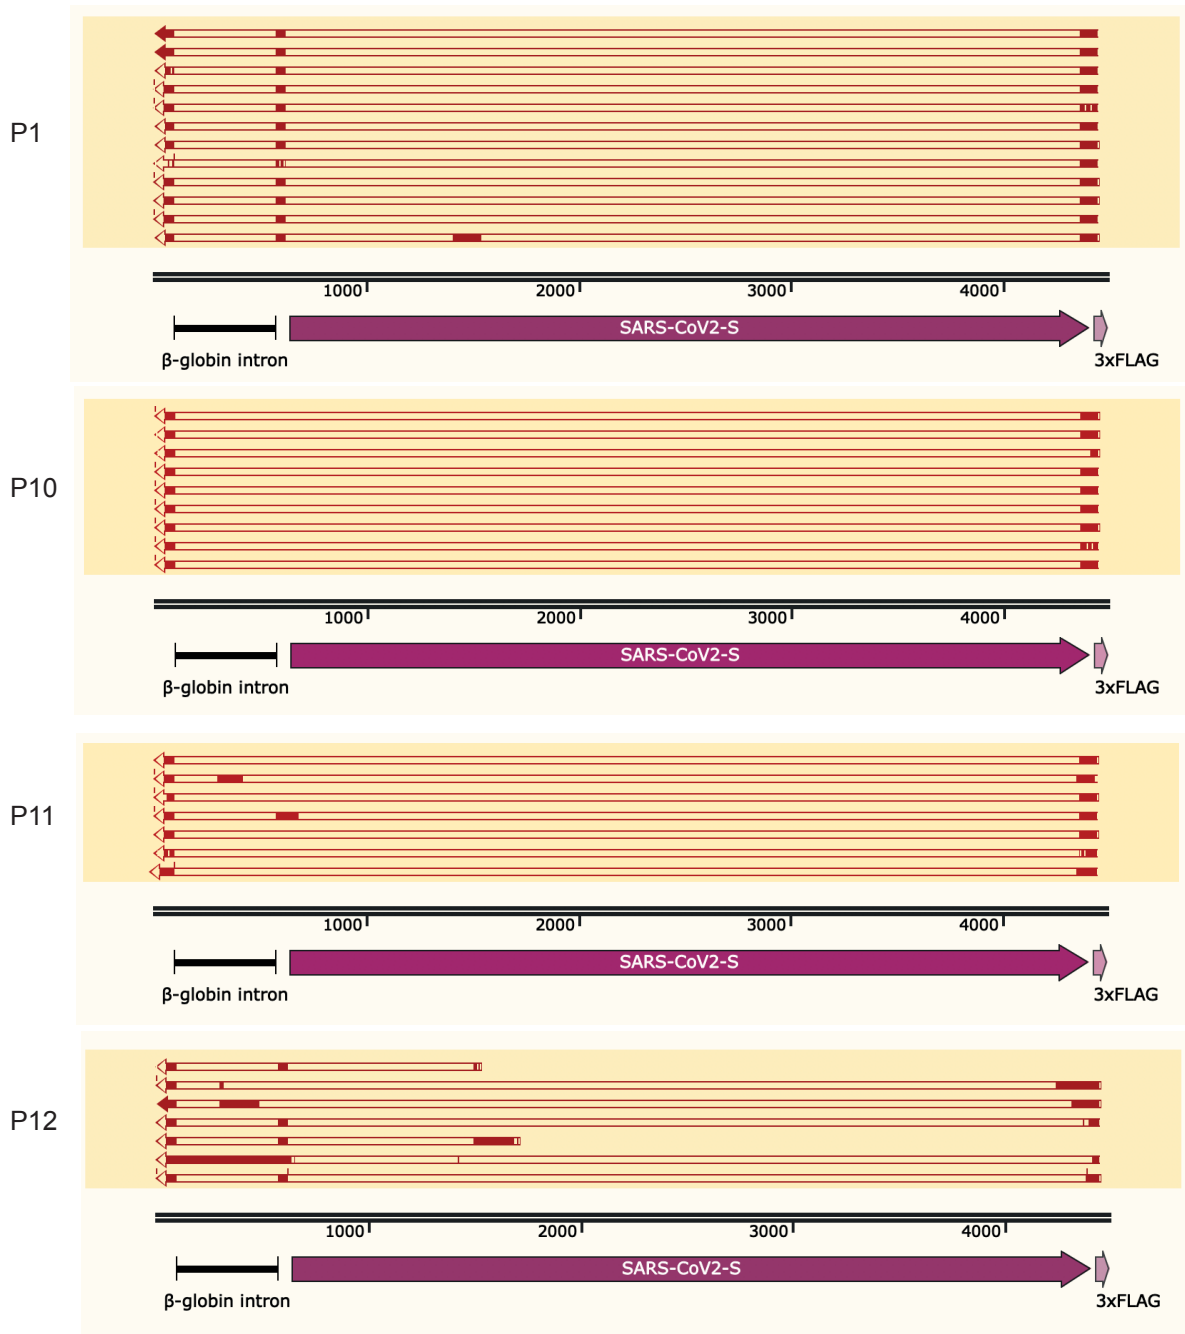 P1
1000 2000 3000 4000
SARS-CoV2-S
β-globin intron 3xFLAG
P10
1000 2000 3000 4000
SARS-CoV2-S
β-globin intron 3xFLAG
P11
1000 2000 3000 4000
SARS-CoV2-S
β-globin intron 3xFLAG
P12
1000 2000 3000 4000
SARS-CoV2-S
β-globin intron 3xFLAG